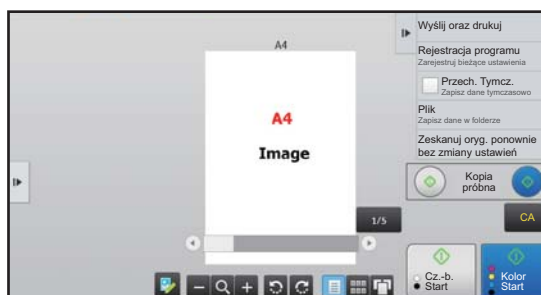 A4
A4
Image
1/5
Wyślij oraz drukuj
Rejestracja programu
Zarejestruj bieżące ustawienia
Przech. Tymcz.
Zapisz dane tymczasowo
Plik
Zapisz dane w folderze
Zeskanuj oryg. ponownie
bez zmiany ustawień
Kopia
próbna
CA
Cz.-b.
Start
Kolor
Start